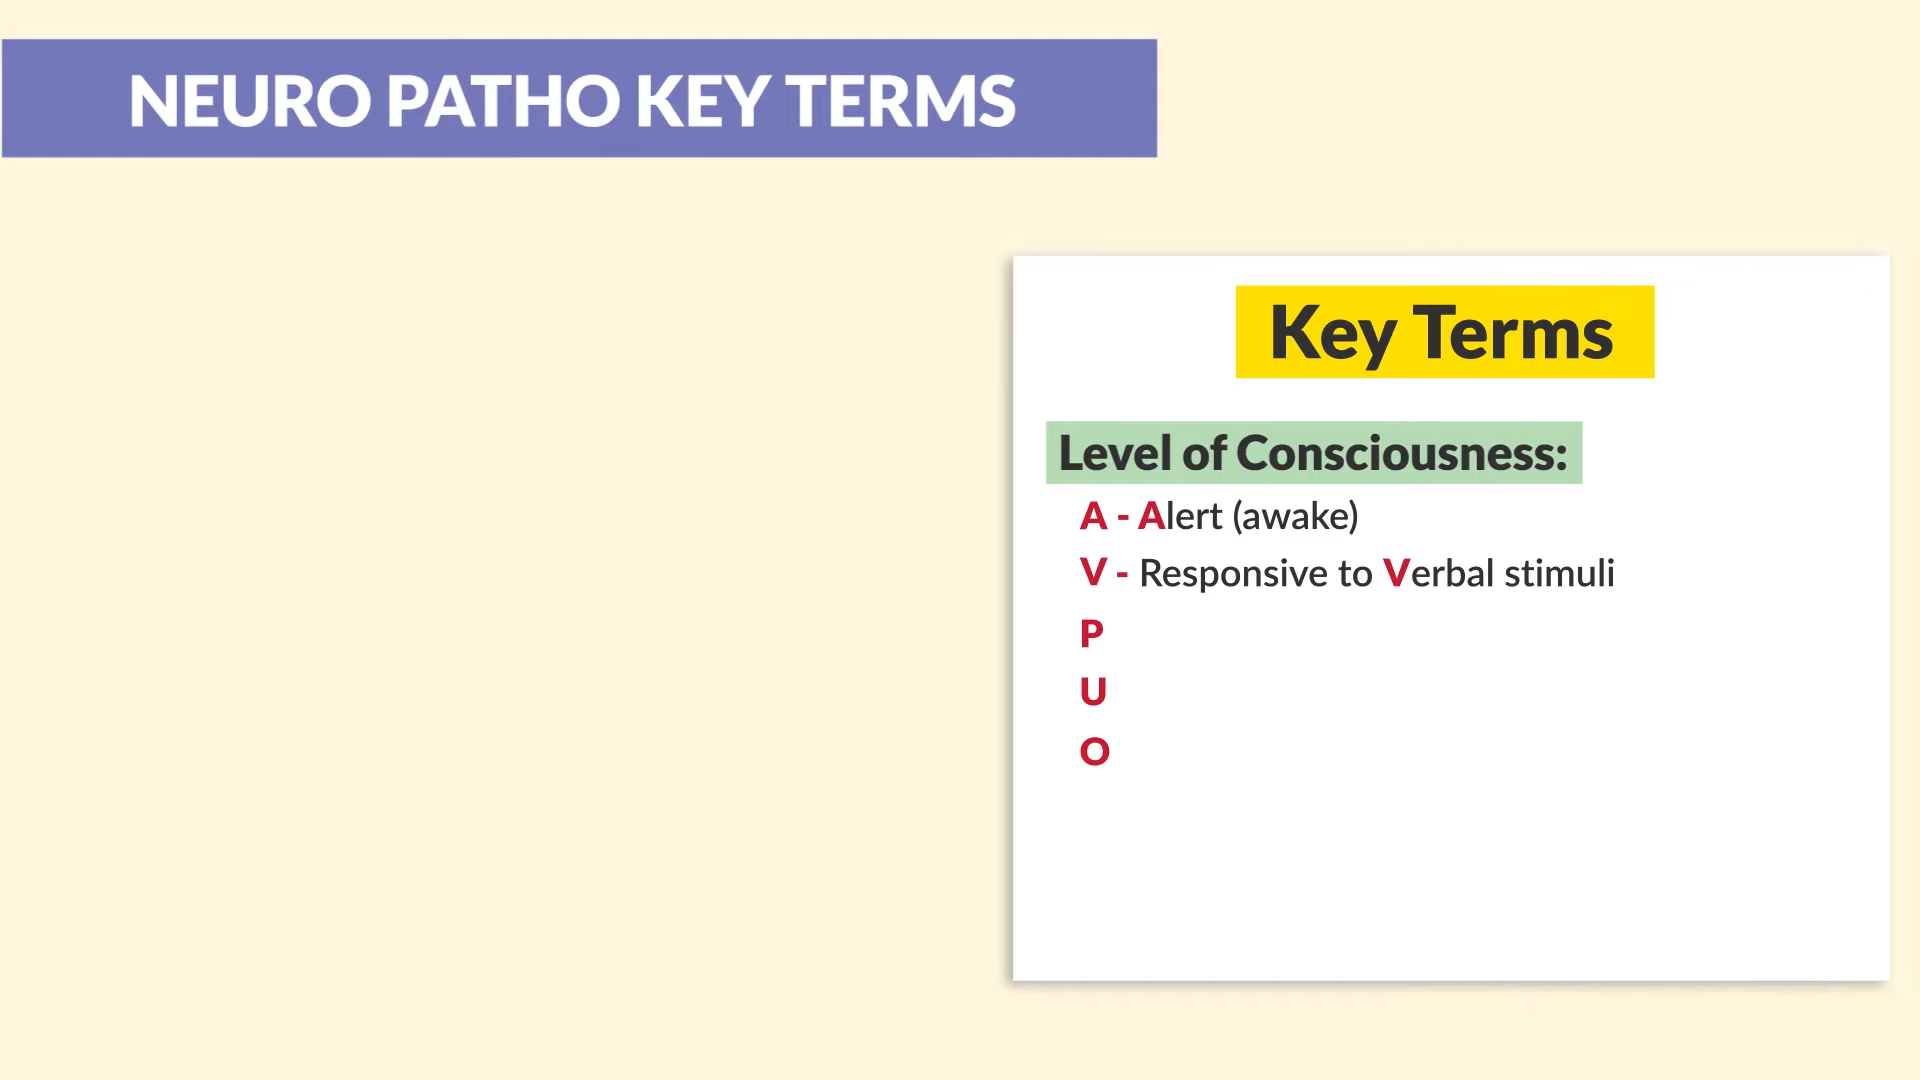 NEURO PATHO KEY TERMS
Key Terms
Level of Consciousness:
A - Alert (awake)
V - Responsive to Verbal stimuli
P
U
O